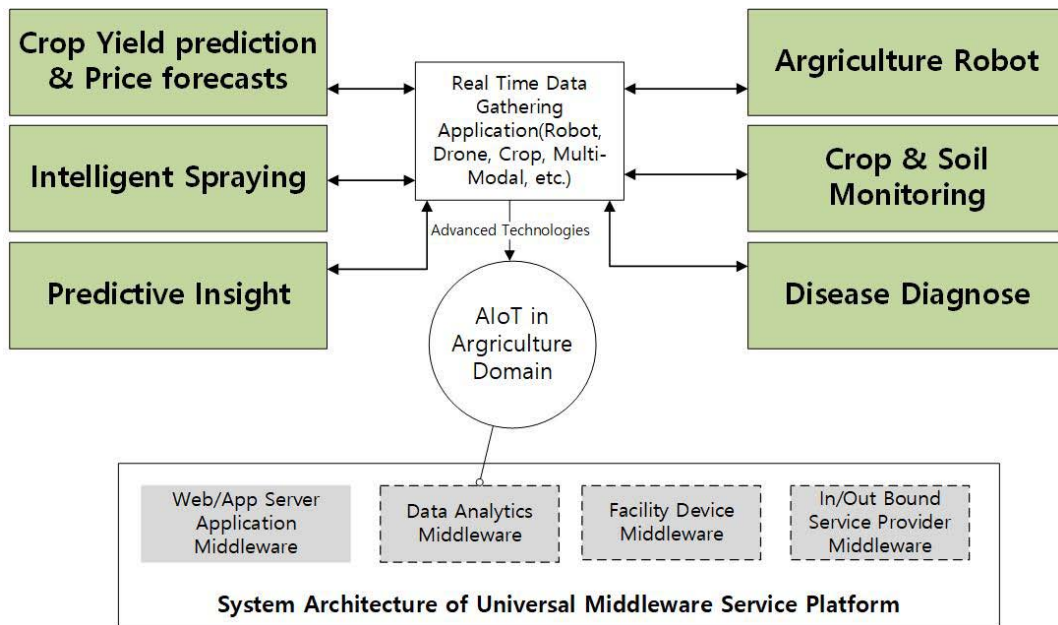 Crop Yield prediction
& Price forecasts
Intelligent Spraying
Predictive Insight
Real Time Data
Gathering
Application(Robot,
Drone, Crop, Multi-
Modal, etc.)
Advanced Technologies
AIoT in
Argriculture
Domain
Argriculture Robot
Crop & Soil
Monitoring
Disease Diagnose
Web/App Server
Application
Middleware
Data Analytics
Middleware
Facility Device
Middleware
In/Out Bound
Service Provider
Middleware
System Architecture of Universal Middleware Service Platform